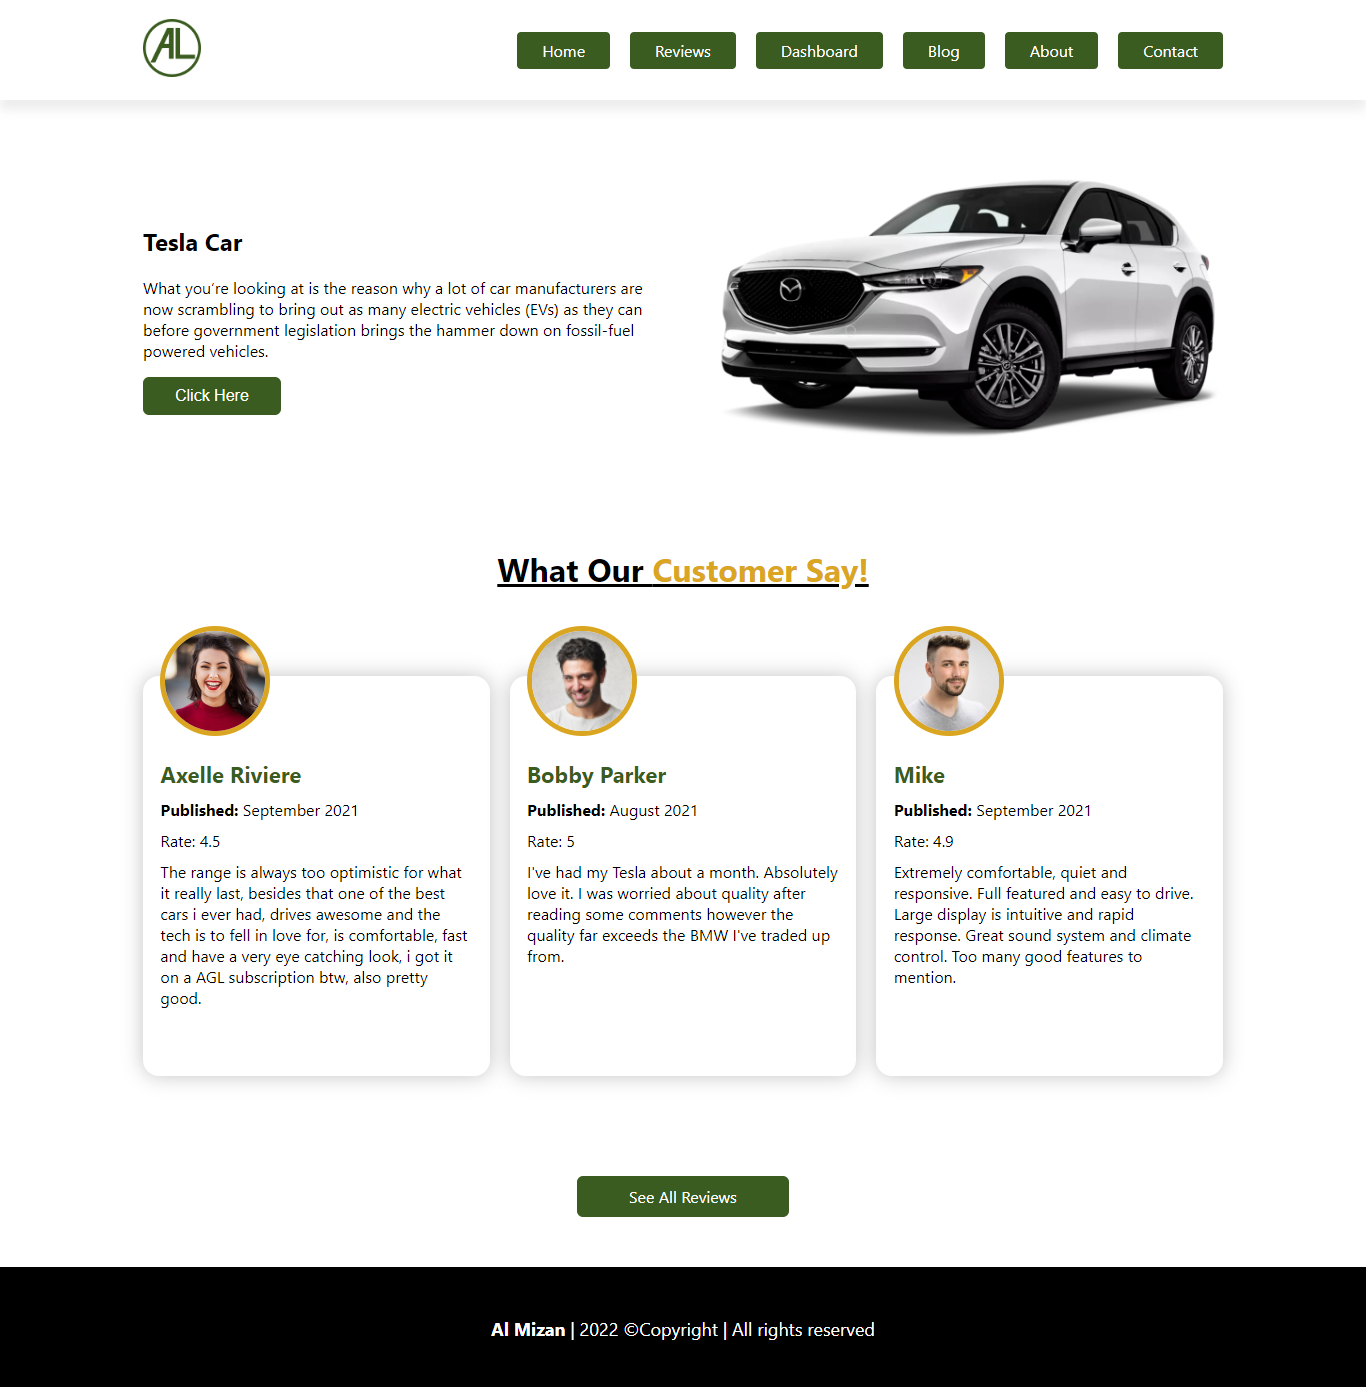 AL
Home Reviews Dashboard Blog About Contact
Tesla Car
What you're looking at is the reason why a lot of car manufacturers are
now scrambling to bring out as many electric vehicles (EVs) as they can
before government legislation brings the hammer down on fossil-fuel
powered vehicles.
Click Here
What Our Customer Say!
Axelle Riviere
Published: September 2021
Rate: 4.5
The range is always too optimistic for what
it really last, besides that one of the best
cars i ever had, drives awesome and the
tech is to fell in love for, is comfortable, fast
and have a very eye catching look, i got it
on a AGL subscription btw, also pretty
good.
Bobby Parker
Published: August 2021
Rate: 5
I've had my Tesla about a month. Absolutely
love it. I was worried about quality after
reading some comments however the
quality far exceeds the BMW I've traded up
from.
Mike
Published: September 2021
Rate: 4.9
Extremely comfortable, quiet and
responsive. Full featured and easy to drive.
Large display is intuitive and rapid
response. Great sound system and climate
control. Too many good features to
mention.
See All Reviews
Al Mizan | 2022 ©Copyright | All rights reserved